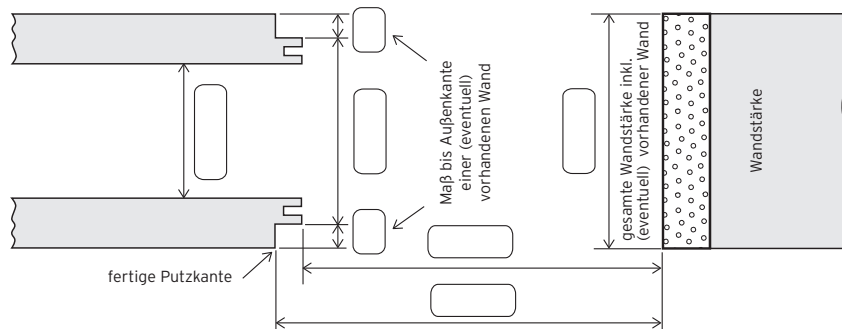 Maß bis Außenkante
einer (eventuell)
vorhandenen Wand
gesamte Wandstärke inkl.
(eventuell) vorhandener Wand
Wandstärke
fertige Putzkante